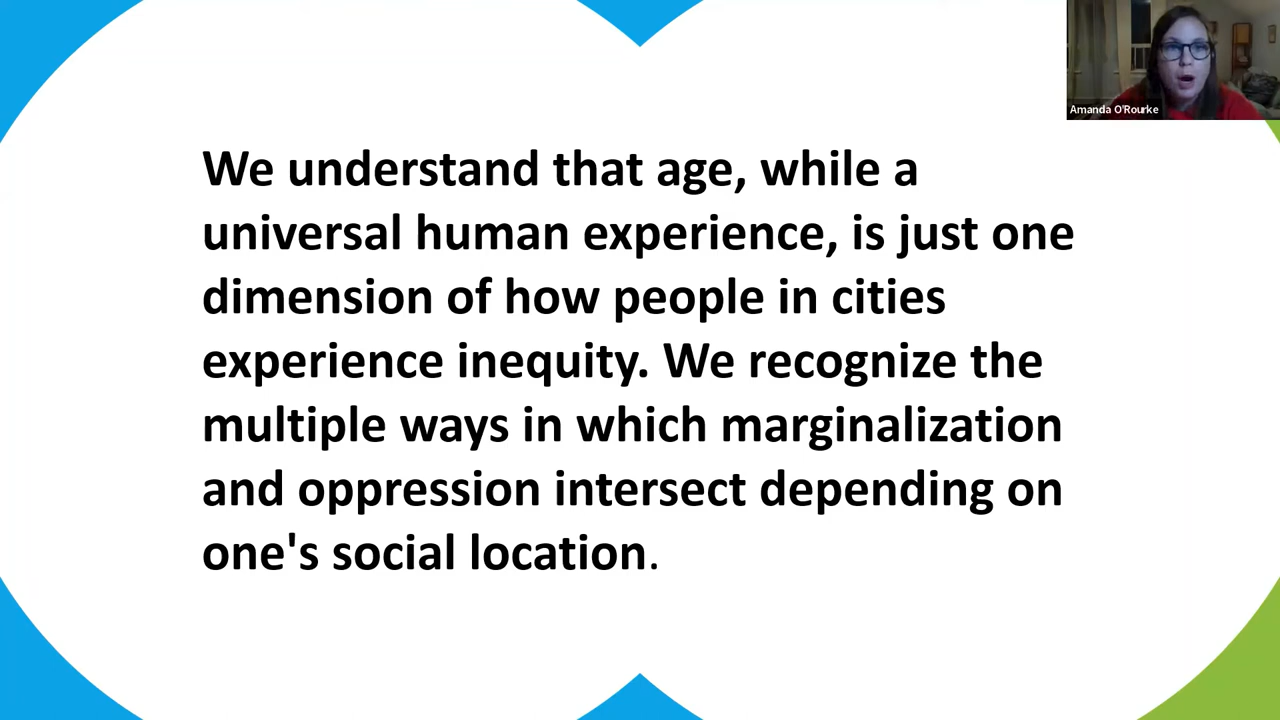 Amanda O'Rourke
We understand that age, while a
universal human experience, is just one
dimension of how people in cities
experience inequity. We recognize the
multiple ways in which marginalization
and oppression intersect depending on
one's social location.